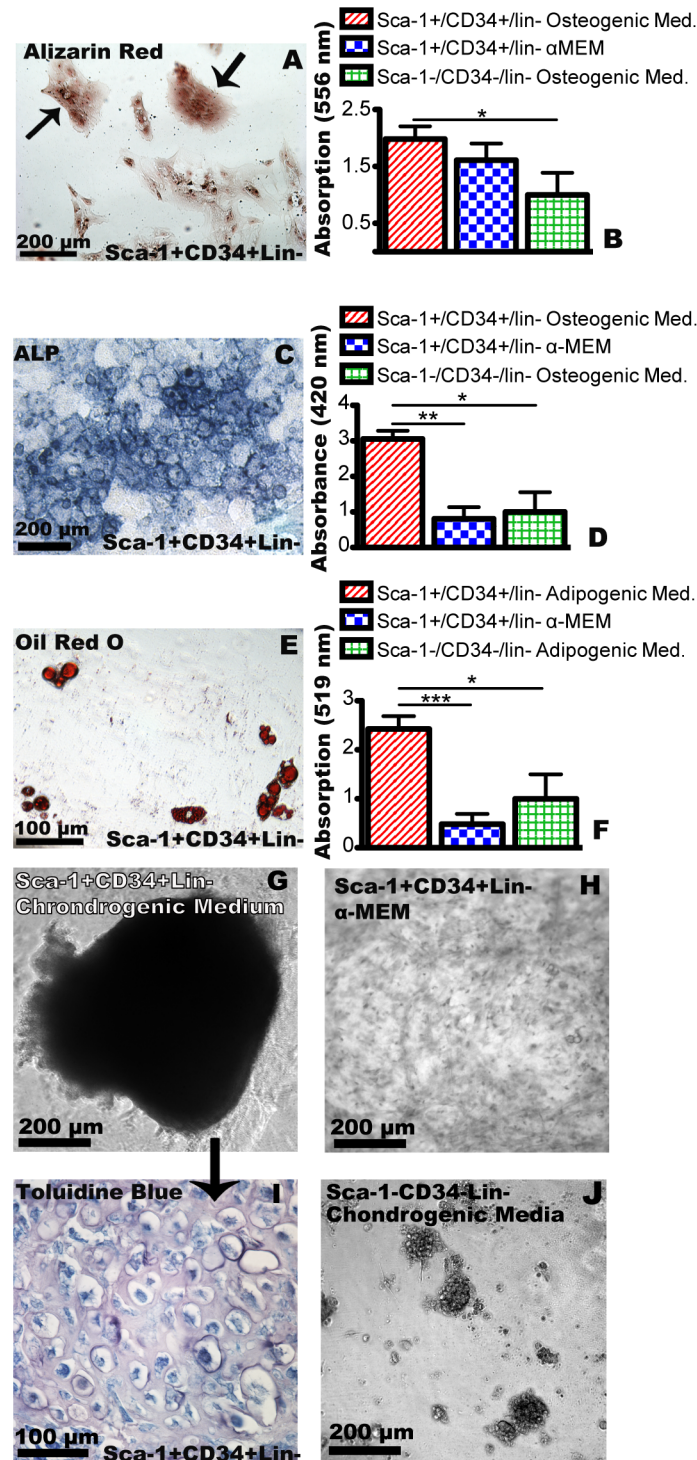 Alizarin Red
A
200 µm
Sca-1+CD34+Lin-
Sca-1+/CD34+/lin- Osteogenic Med.
Sca-1+/CD34+/lin- αMEM
Sca-1-/CD34-/lin- Osteogenic Med.
Absorption (556 nm)
2.5
1.5
0.5
*
B
ALP
C
200 µm
Sca-1+CD34+Lin-
Sca-1+/CD34+/lin- Osteogenic Med.
Sca-1+/CD34+/lin- α-MEM
Sca-1-/CD34-/lin- Osteogenic Med.
Absorbance (420 nm)
4
3
2
1
0
*
**
D
Oil Red O
E
100 µm
Sca-1+CD34+Lin-
Sca-1+/CD34+/lin- Adipogenic Med.
Sca-1+/CD34+/lin- α-MEM
Sca-1-/CD34-/lin- Adipogenic Med.
Absorption (519 nm)
3
2
1
0
*
***
F
Sca-1+CD34+Lin-
Chrondrogenic Medium
G
200 µm
Sca-1+CD34+Lin-
α-MEM
H
200 µm
Toluidine Blue
I
100 µm
Sca-1+CD34+Lin-
Sca-1-CD34-Lin-
Chondrogenic Media
J
200 µm